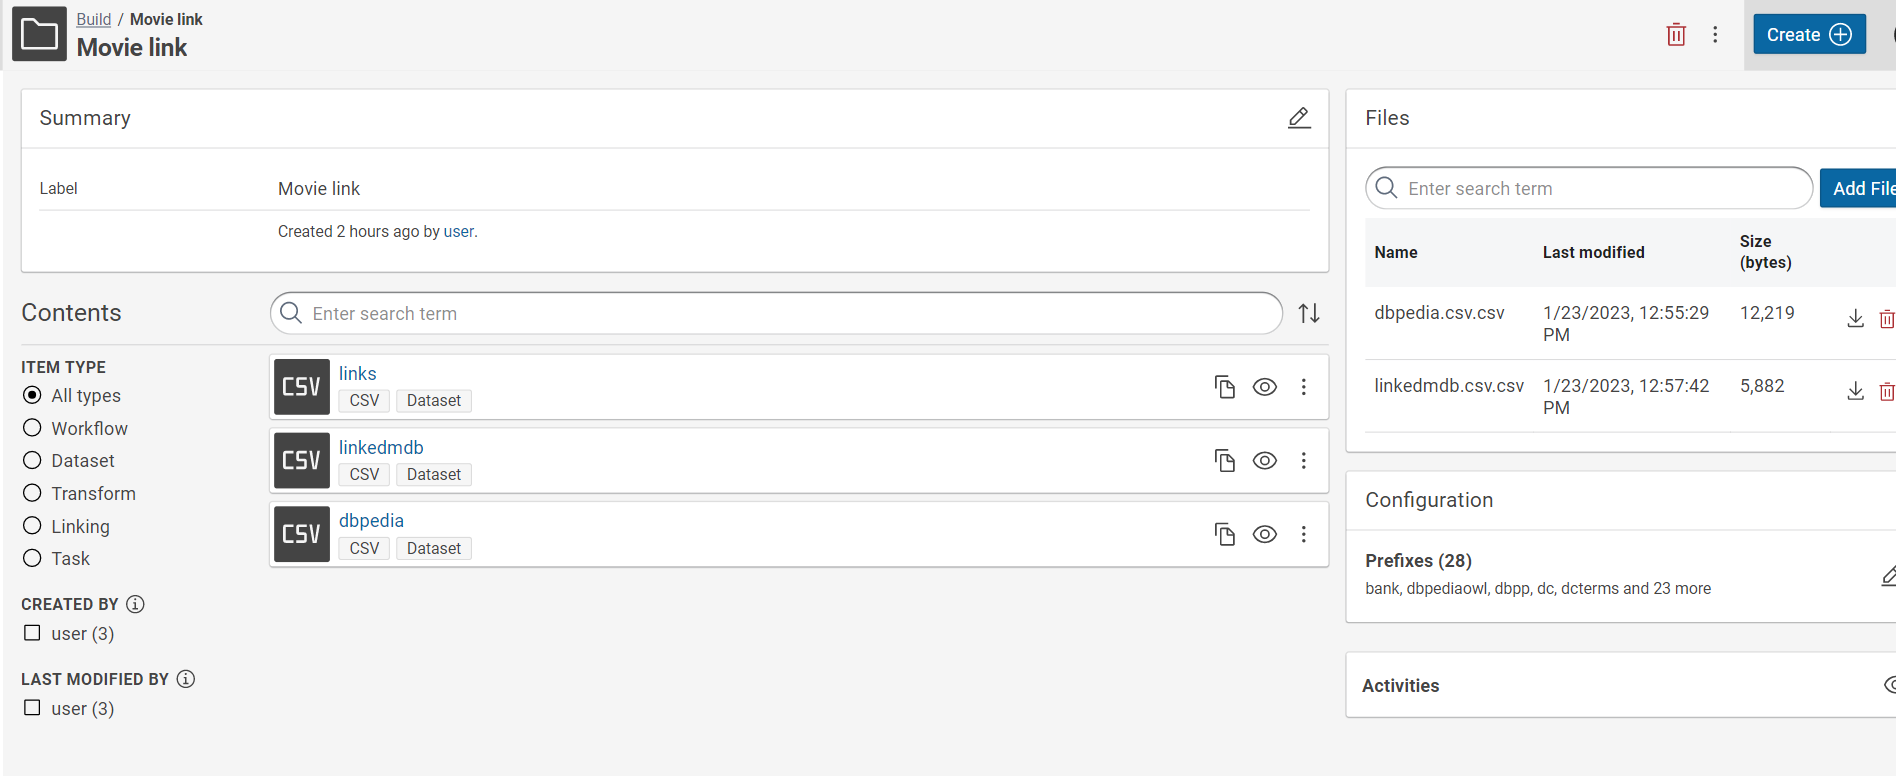 Build / Movie link
Movie link
Create
Summary
Label
Movie link
Created 2 hours ago by user.
Contents
Enter search term
ITEM TYPE
All types
Workflow
Dataset
Transform
Linking
Task
CREATED BY
user (3)
LAST MODIFIED BY
user (3)
CSV
links
CSV Dataset
CSV
linkedmdb
CSV Dataset
CSV
dbpedia
CSV Dataset
Files
Enter search term
Add File
Name Last modified Size
(bytes)
dbpedia.csv.csv 1/23/2023, 12:55:29 12,219
PM
linkedmdb.csv.csv 1/23/2023, 12:57:42 5,882
PM
Configuration
Prefixes (28)
bank, dbpediaowl, dbpp, dc, dcterms and 23 more
Activities